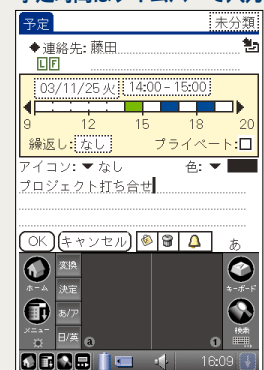 予定 未分類
◆連絡先: 藤田
L F
03/11/25 火 14:00 - 15:00
9 12 15 18 20
繰返し: なし プライベート:
アイコン: ▼ なし 色: ▼
プロジェクト打ち合せ
OK キャンセル あ
変換
ホーム 決定 キーボード
あ/ア
メニュー 検索
日/英 a 1
16:09